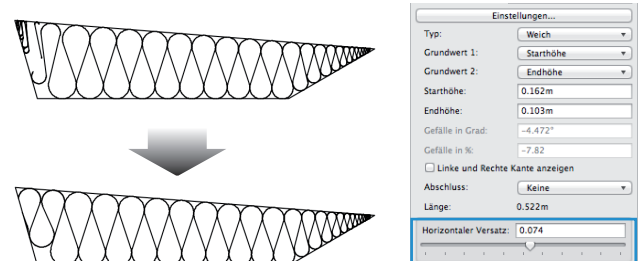 Einstellungen...
Typ: Weich
Grundwert 1: Starthöhe
Grundwert 2: Endhöhe
Starthöhe: 0.162m
Endhöhe: 0.103m
Gefälle in Grad: -4.472°
Gefälle in %: -7.82
Linke und Rechte Kante anzeigen
Abschluss: Keine
Länge: 0.522m
Horizontaler Versatz: 0.074